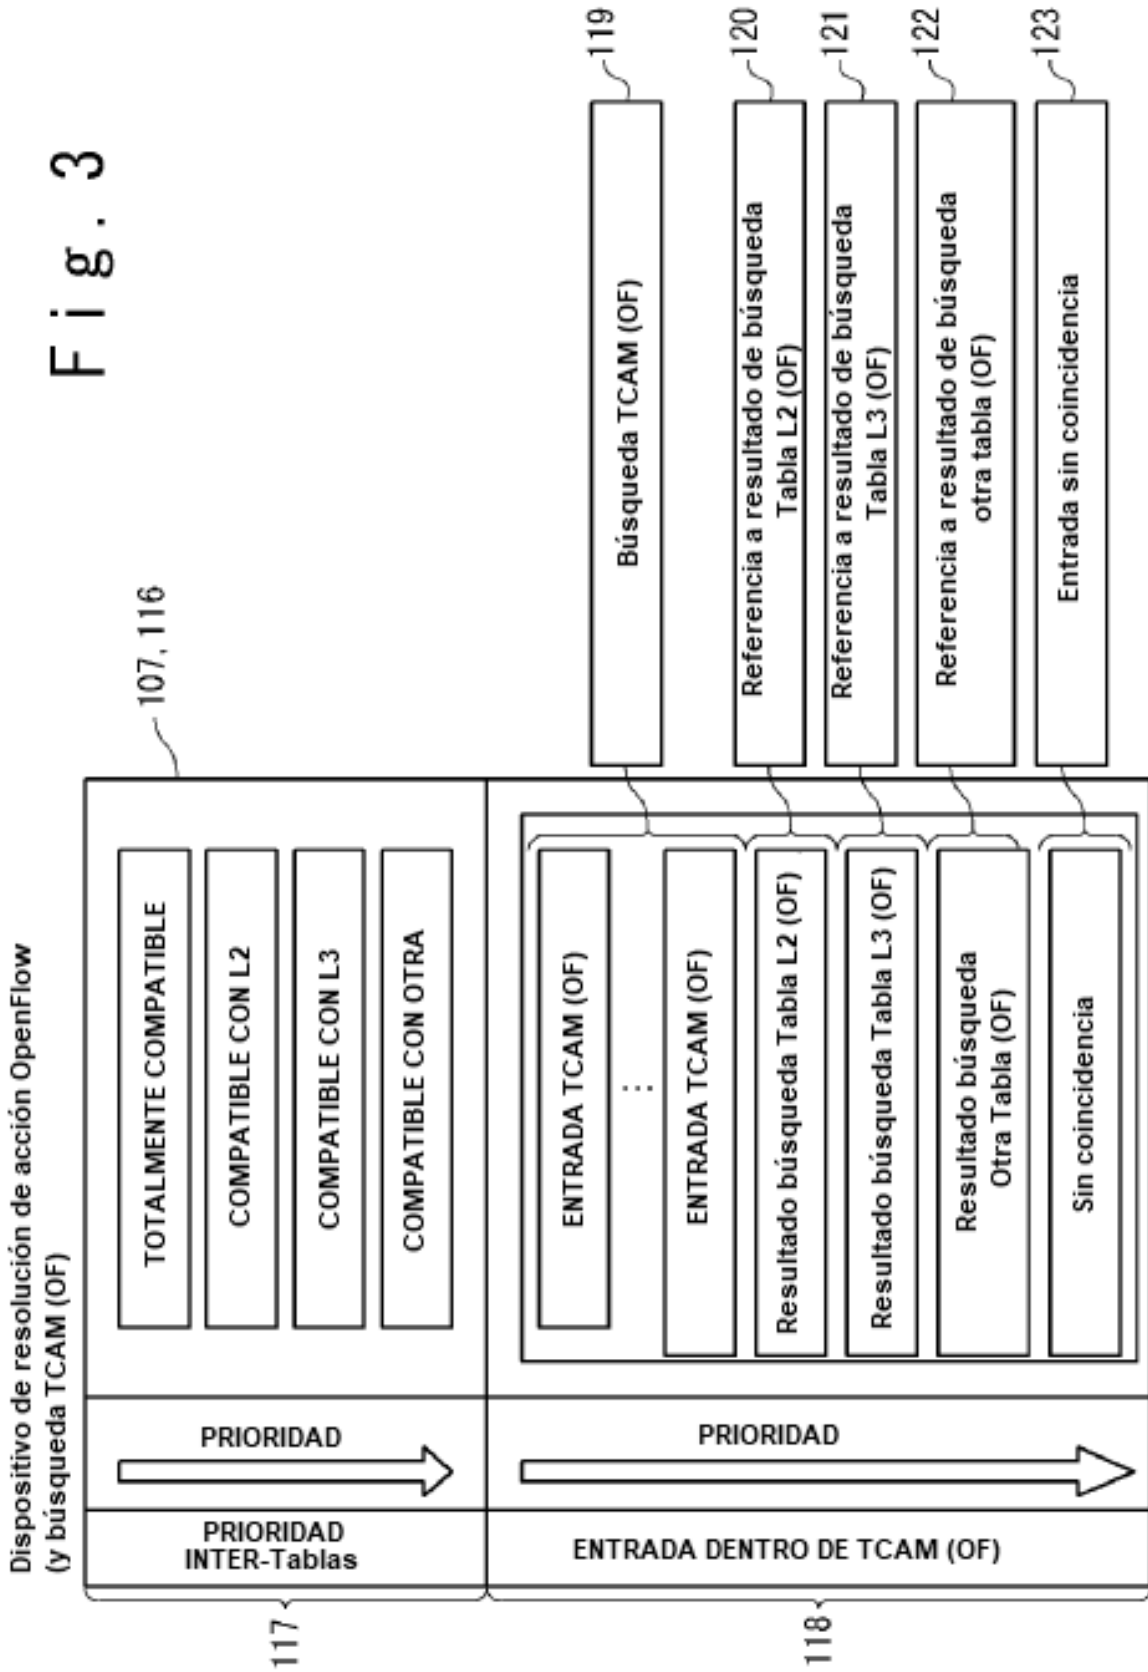 Fig. 3
Dispositivo de resolución de acción OpenFlow
(y búsqueda TCAM (OF)
107, 116
117
PRIORIDAD
INTER-Tablas
PRIORIDAD
TOTALMENTE COMPATIBLE
COMPATIBLE CON L2
COMPATIBLE CON L3
COMPATIBLE CON OTRA
118
ENTRADA DENTRO DE TCAM (OF)
PRIORIDAD
ENTRADA TCAM (OF)
...
ENTRADA TCAM (OF)
Resultado búsqueda Tabla L2 (OF)
Resultado búsqueda Tabla L3 (OF)
Resultado búsqueda
Otra Tabla (OF)
Sin coincidencia
Búsqueda TCAM (OF)
119
Referencia a resultado de búsqueda
Tabla L2 (OF)
120
Referencia a resultado de búsqueda
Tabla L3 (OF)
121
Referencia a resultado de búsqueda
otra tabla (OF)
122
Entrada sin coincidencia
123